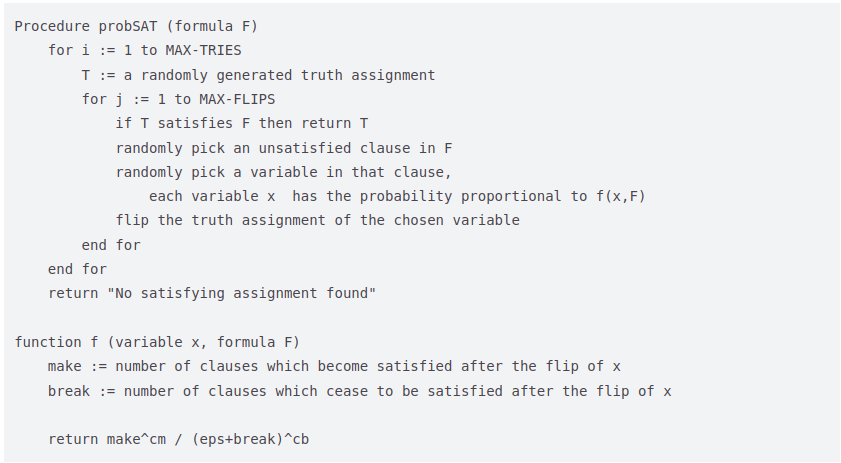 Procedure probSAT (formula F)
    for i := 1 to MAX-TRIES
        T := a randomly generated truth assignment
        for j := 1 to MAX-FLIPS
            if T satisfies F then return T
            randomly pick an unsatisfied clause in F
            randomly pick a variable in that clause,
                each variable x  has the probability proportional to f(x,F)
            flip the truth assignment of the chosen variable
        end for
    end for
    return "No satisfying assignment found"

function f (variable x, formula F)
    make := number of clauses which become satisfied after the flip of x
    break := number of clauses which cease to be satisfied after the flip of x

    return make^cm / (eps+break)^cb